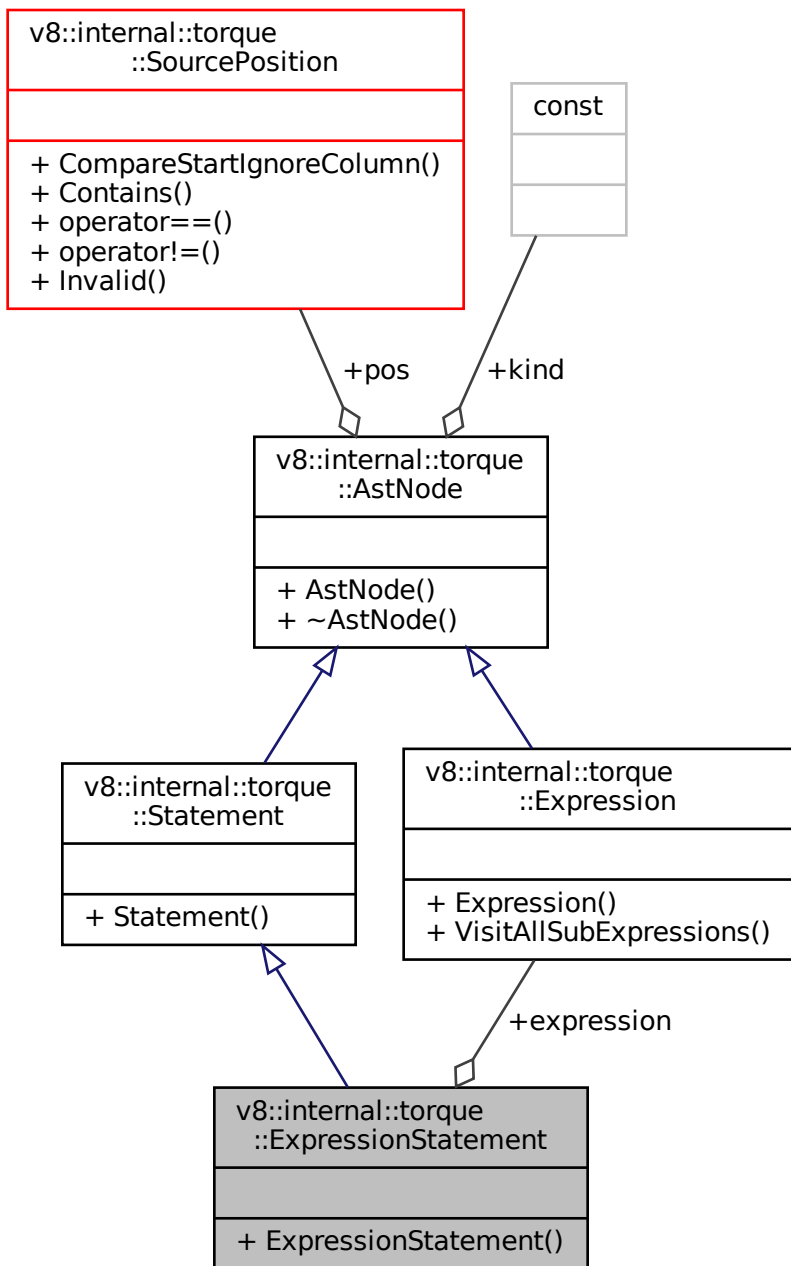 v8::internal::torque
::SourcePosition
+ CompareStartIgnoreColumn()
+ Contains()
+ operator==()
+ operator!=()
+ Invalid()
const
+pos
+kind
v8::internal::torque
::AstNode
+ AstNode()
+ ~AstNode()
v8::internal::torque
::Statement
+ Statement()
v8::internal::torque
::Expression
+ Expression()
+ VisitAllSubExpressions()
+expression
v8::internal::torque
::ExpressionStatement
+ ExpressionStatement()